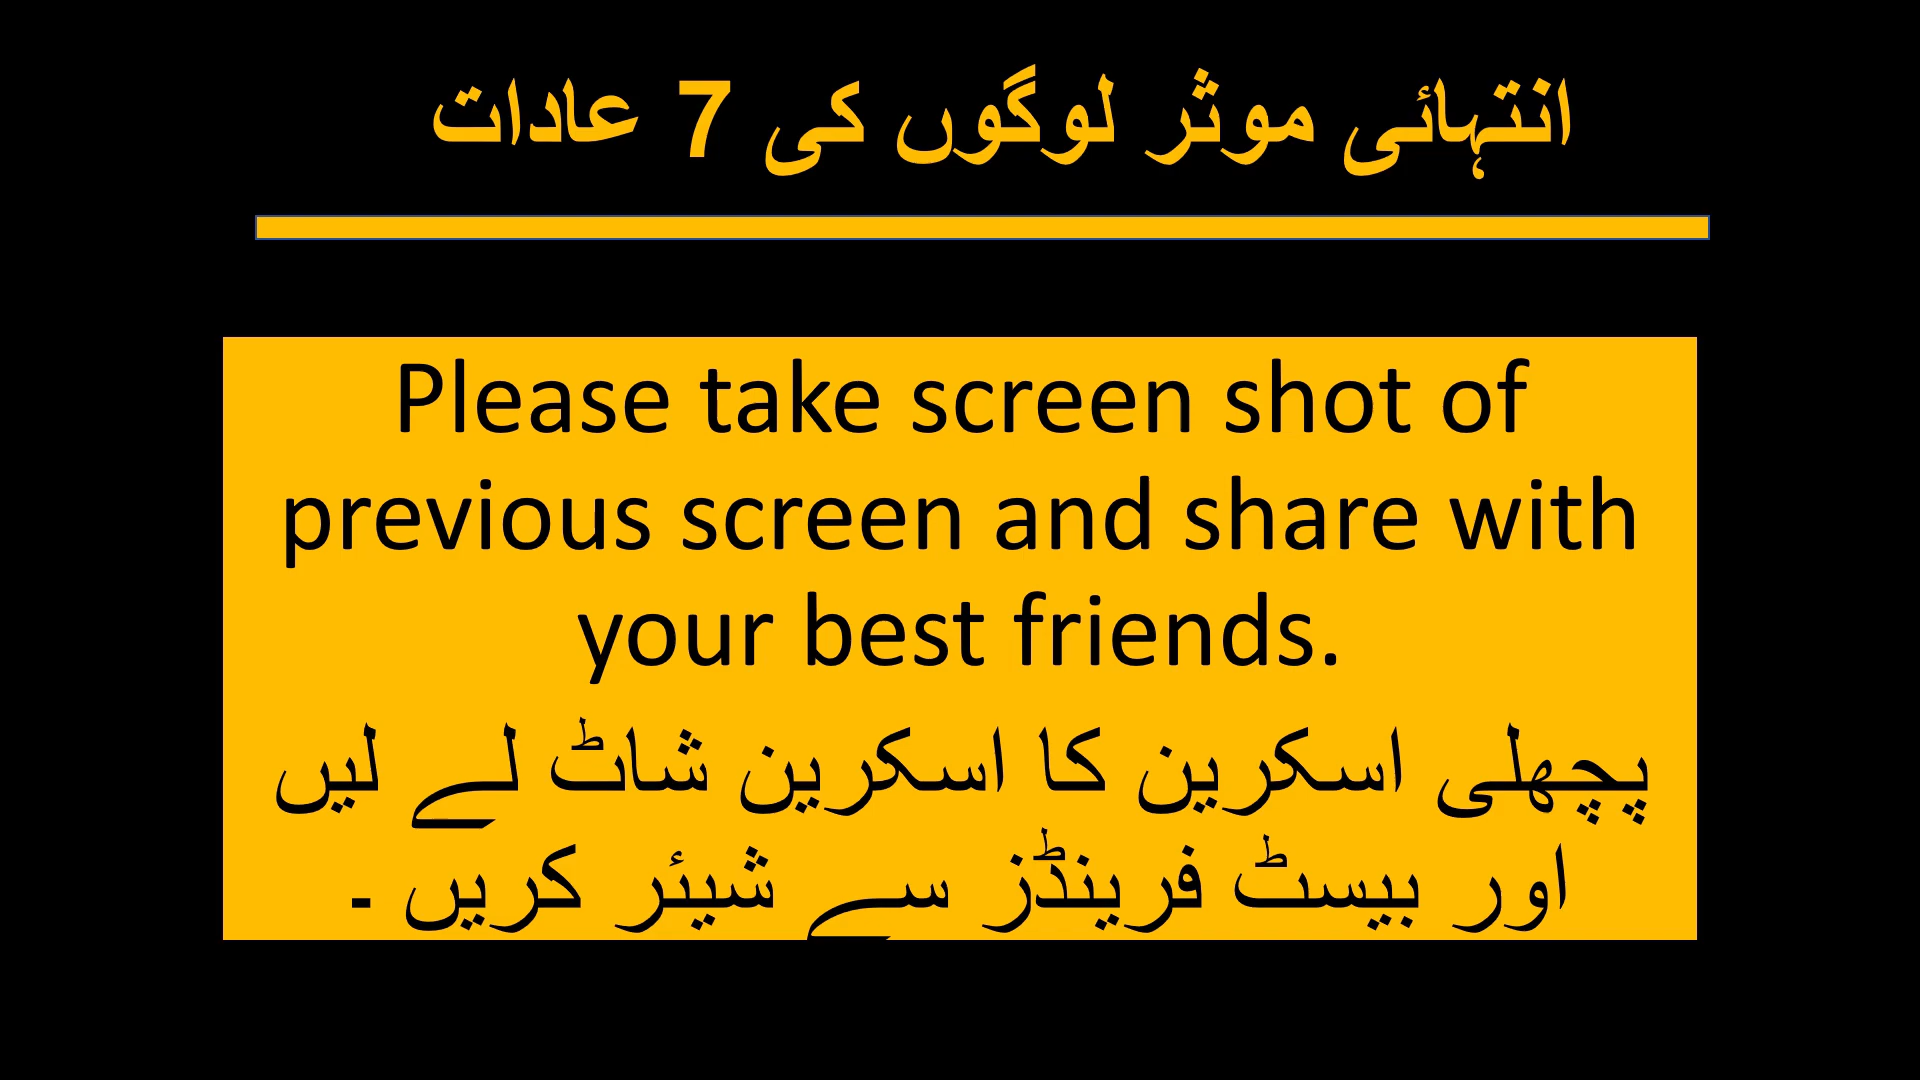 انتہائی موثر لوگوں کی 7 عادات
Please take screen shot of
previous screen and share with
your best friends.
پچھلی اسکرین کا اسکرین شاٹ لے لیں
اور بیسٹ فرینڈز سے شیئر کریں ۔